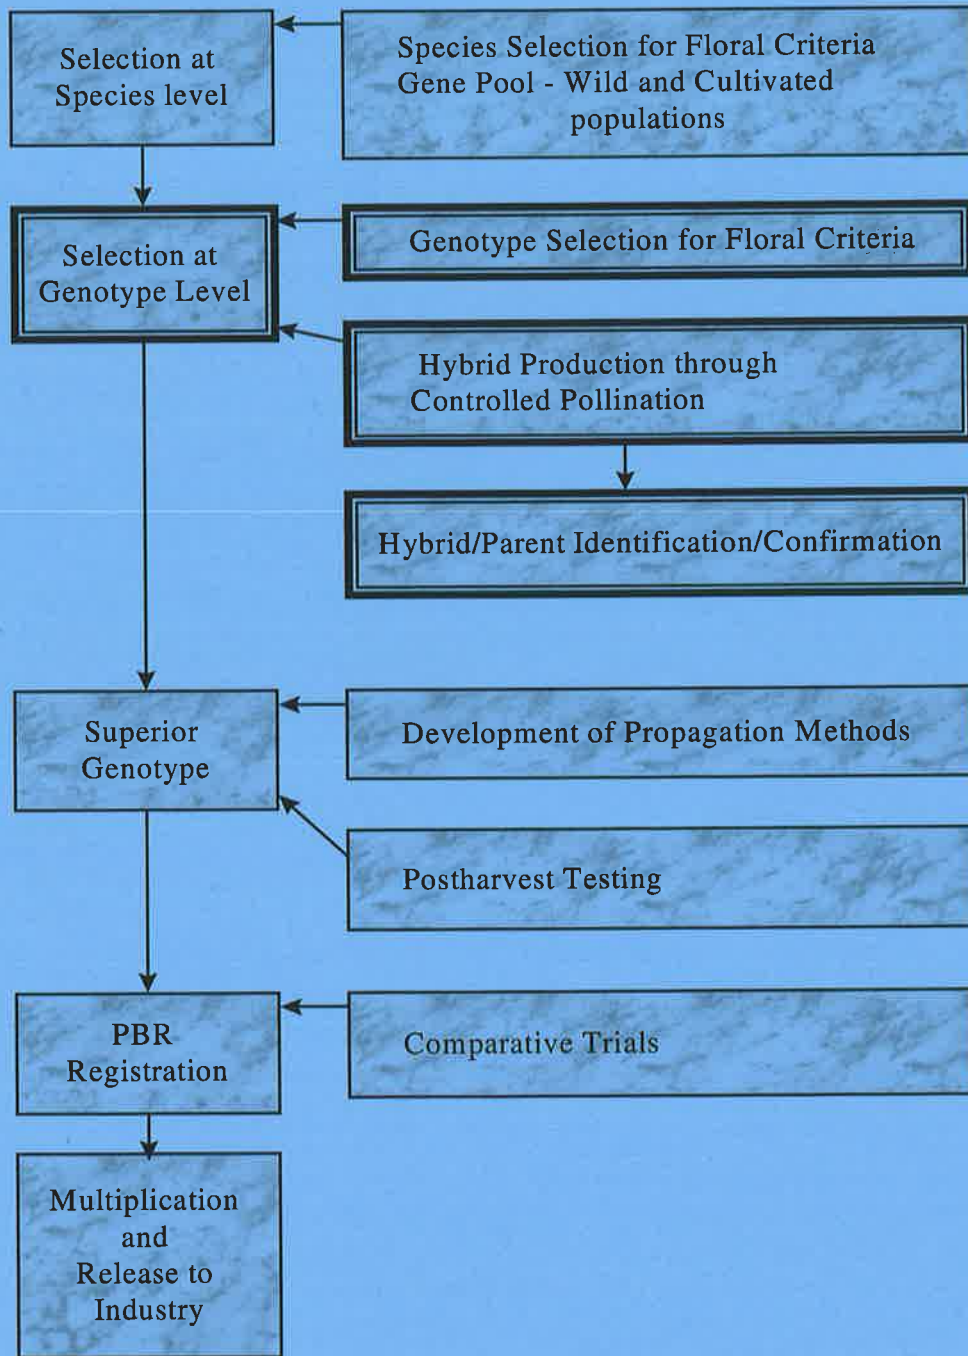 Selection at
Species level
Species Selection for Floral Criteria
Gene Pool - Wild and Cultivated
populations
Selection at
Genotype Level
Genotype Selection for Floral Criteria
Hybrid Production through
Controlled Pollination
Hybrid/Parent Identification/Confirmation
Superior
Genotype
Development of Propagation Methods
Postharvest Testing
PBR
Registration
Comparative Trials
Multiplication
and
Release to
Industry